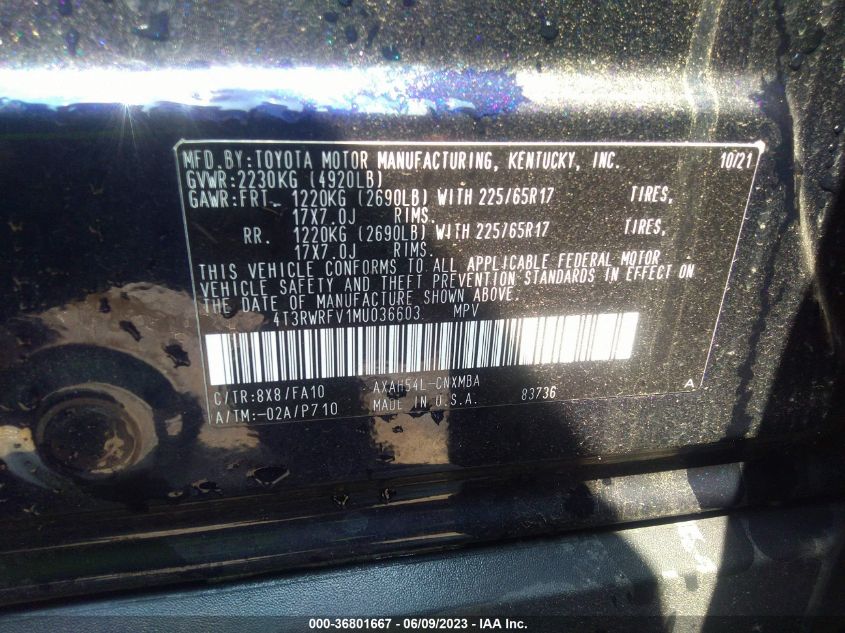 MFD. BY: TOYOTA MOTOR MANUFACTURING, KENTUCKY, INC. 10/21
GVWR: 2230KG (4920LB)
GAWR: FRT. 1220KG (2690LB) WITH 225/65R17 TIRES,
17X7.0J RIMS.
RR. 1220KG (2690LB) WITH 225/65R17 TIRES,
17X7.0J RIMS.
THIS VEHICLE CONFORMS TO ALL APPLICABLE FEDERAL MOTOR
VEHICLE SAFETY AND THEFT PREVENTION STANDARDS IN EFFECT ON
THE DATE OF MANUFACTURE SHOWN ABOVE.
4T3RWRFV1MU036603 MPV
C/TR: 8X8/FA10 AXAH54L-CNXMBA A
A/TM: -02A/P710 MADE IN U.S.A. 83736
000-36801667 - 06/09/2023 - IAA Inc.